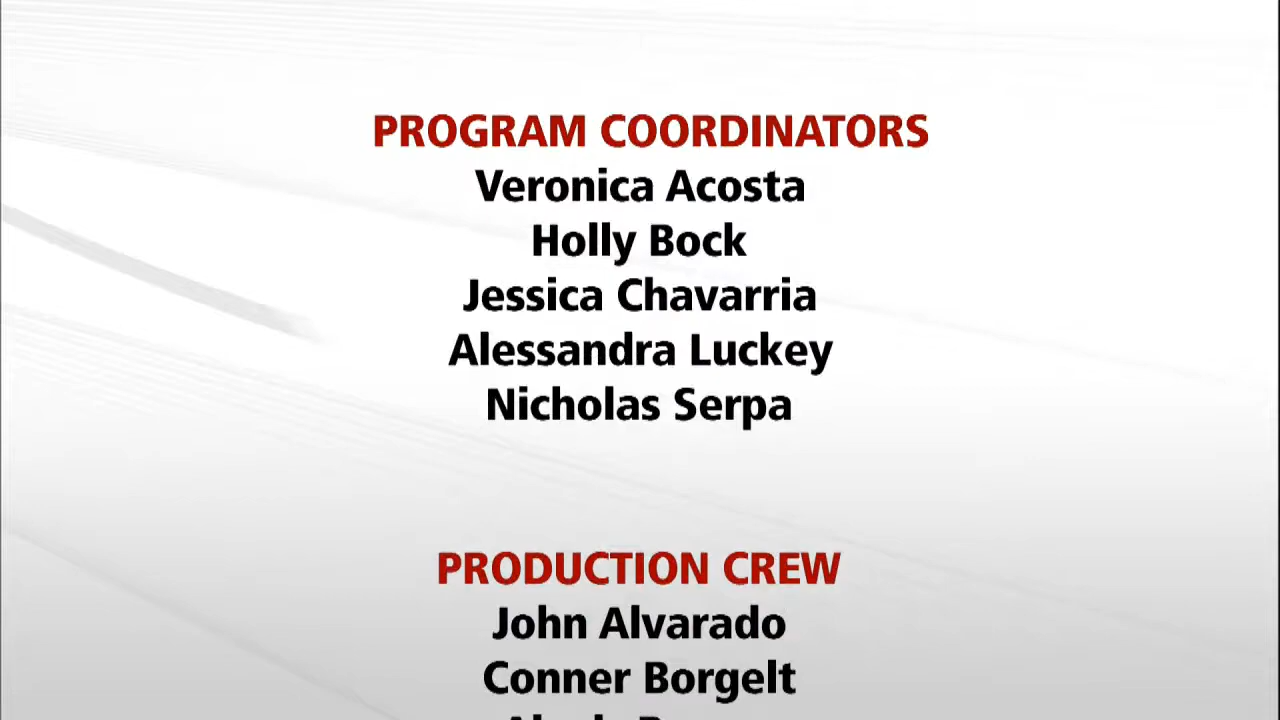 PROGRAM COORDINATORS
Veronica Acosta
Holly Bock
Jessica Chavarria
Alessandra Luckey
Nicholas Serpa
PRODUCTION CREW
John Alvarado
Conner Borgelt